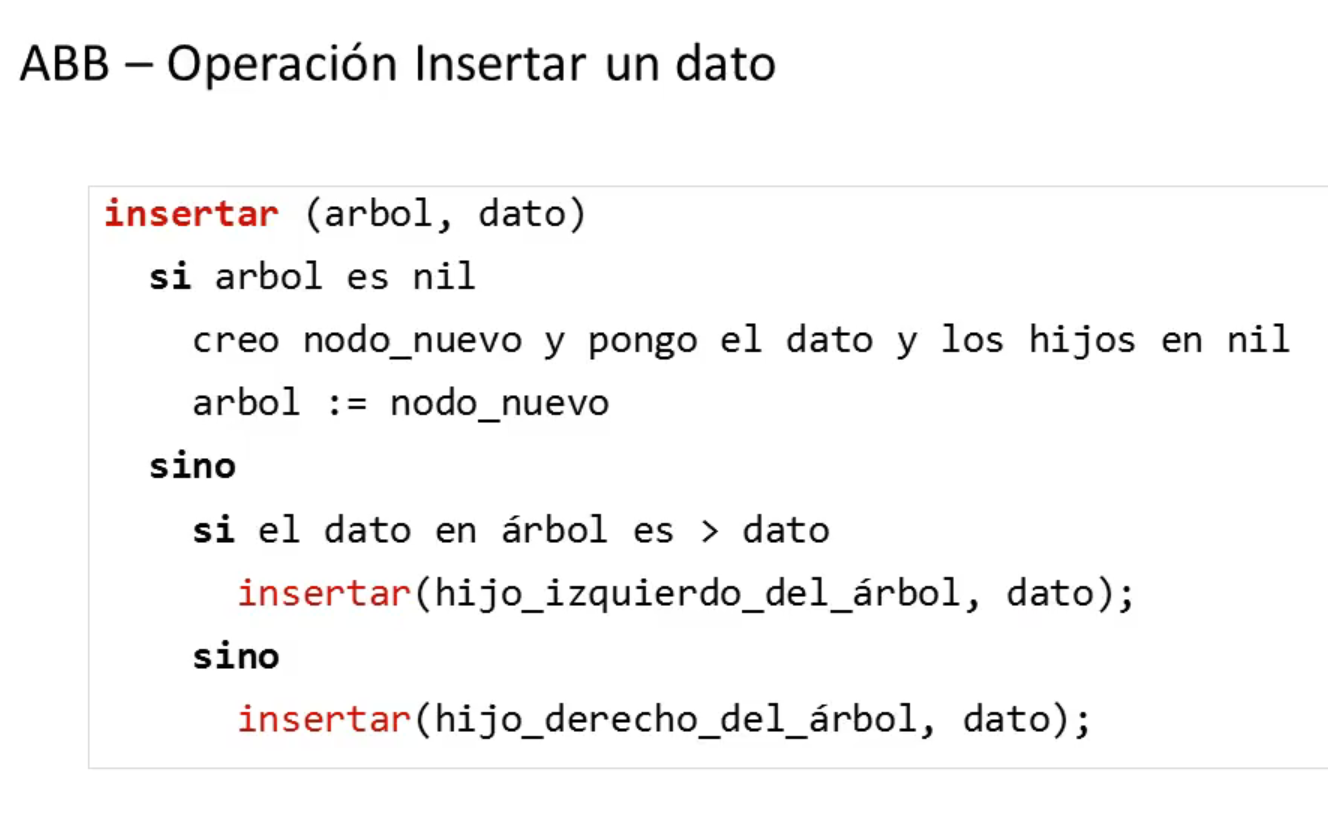 ABB – Operación Insertar un dato
insertar (arbol, dato)
si arbol es nil
creo nodo_nuevo y pongo el dato y los hijos en nil
arbol := nodo_nuevo
sino
si el dato en árbol es > dato
insertar(hijo_izquierdo_del_árbol, dato);
sino
insertar(hijo_derecho_del_árbol, dato);